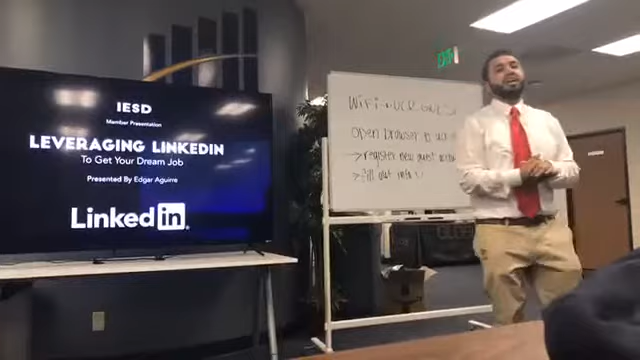 IESD
Member Presentation
LEVERAGING LINKEDIN
To Get Your Dream Job
Presented By Edgar Aguirre
LinkedIn
WiFi - UCR
open browser to
→ register new guest
→ fill out info